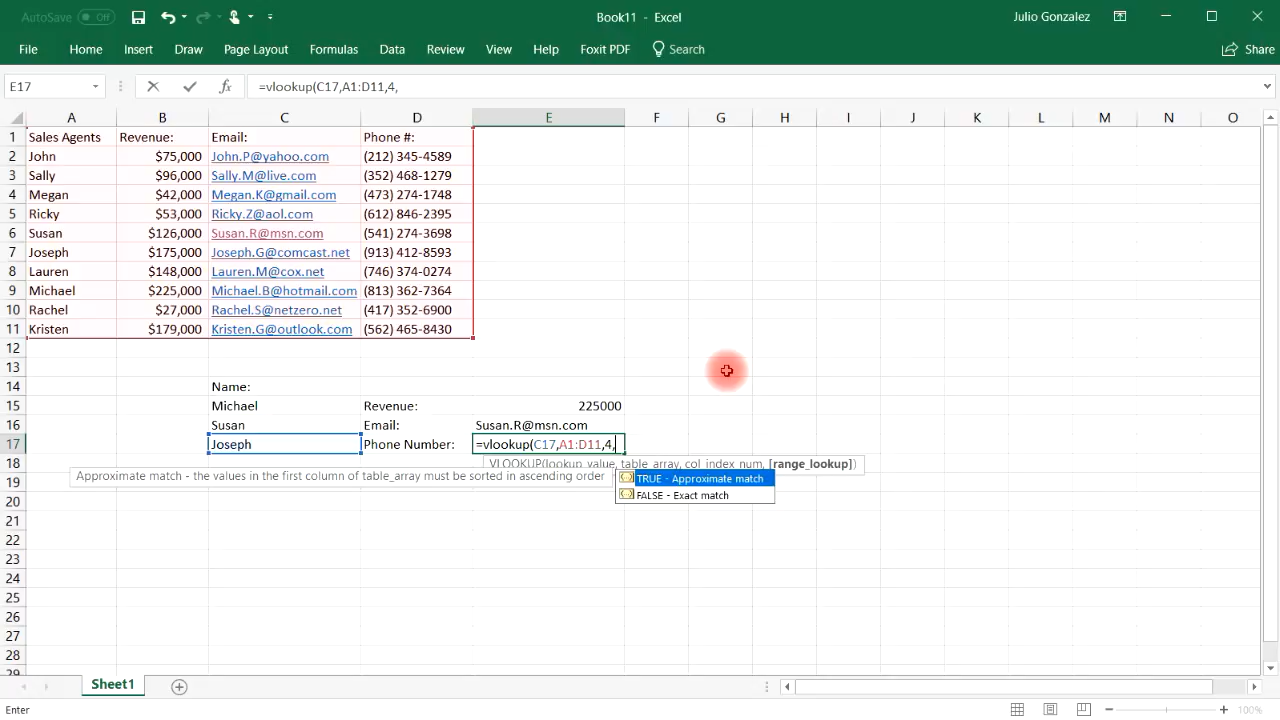 AutoSave Off Book11 - Excel Julio Gonzalez
File Home Insert Draw Page Layout Formulas Data Review View Help Foxit PDF Search Share
E17 fx =vlookup(C17,A1:D11,4,
A B C D E F G H I J K L M N O
1 Sales Agents Revenue: Email: Phone #:
2 John $75,000 John.P@yahoo.com (212) 345-4589
3 Sally $96,000 Sally.M@live.com (352) 468-1279
4 Megan $42,000 Megan.K@gmail.com (473) 274-1748
5 Ricky $53,000 Ricky.Z@aol.com (612) 846-2395
6 Susan $126,000 Susan.R@msn.com (541) 274-3698
7 Joseph $175,000 Joseph.G@comcast.net (913) 412-8593
8 Lauren $148,000 Lauren.M@cox.net (746) 374-0274
9 Michael $225,000 Michael.B@hotmail.com (813) 362-7364
10 Rachel $27,000 Rachel.S@netzero.net (417) 352-6900
11 Kristen $179,000 Kristen.G@outlook.com (562) 465-8430
12
13
14 Name:
15 Michael Revenue: 225000
16 Susan Email: Susan.R@msn.com
17 Joseph Phone Number: =vlookup(C17,A1:D11,4,
18 VLOOKUP(lookup_value, table_array, col_index_num, [range_lookup])
Approximate match - the values in the first column of table_array must be sorted in ascending order TRUE - Approximate match
19
FALSE - Exact match
20
21
22
23
24
25
26
27
28
29
Sheet1
Enter 100%